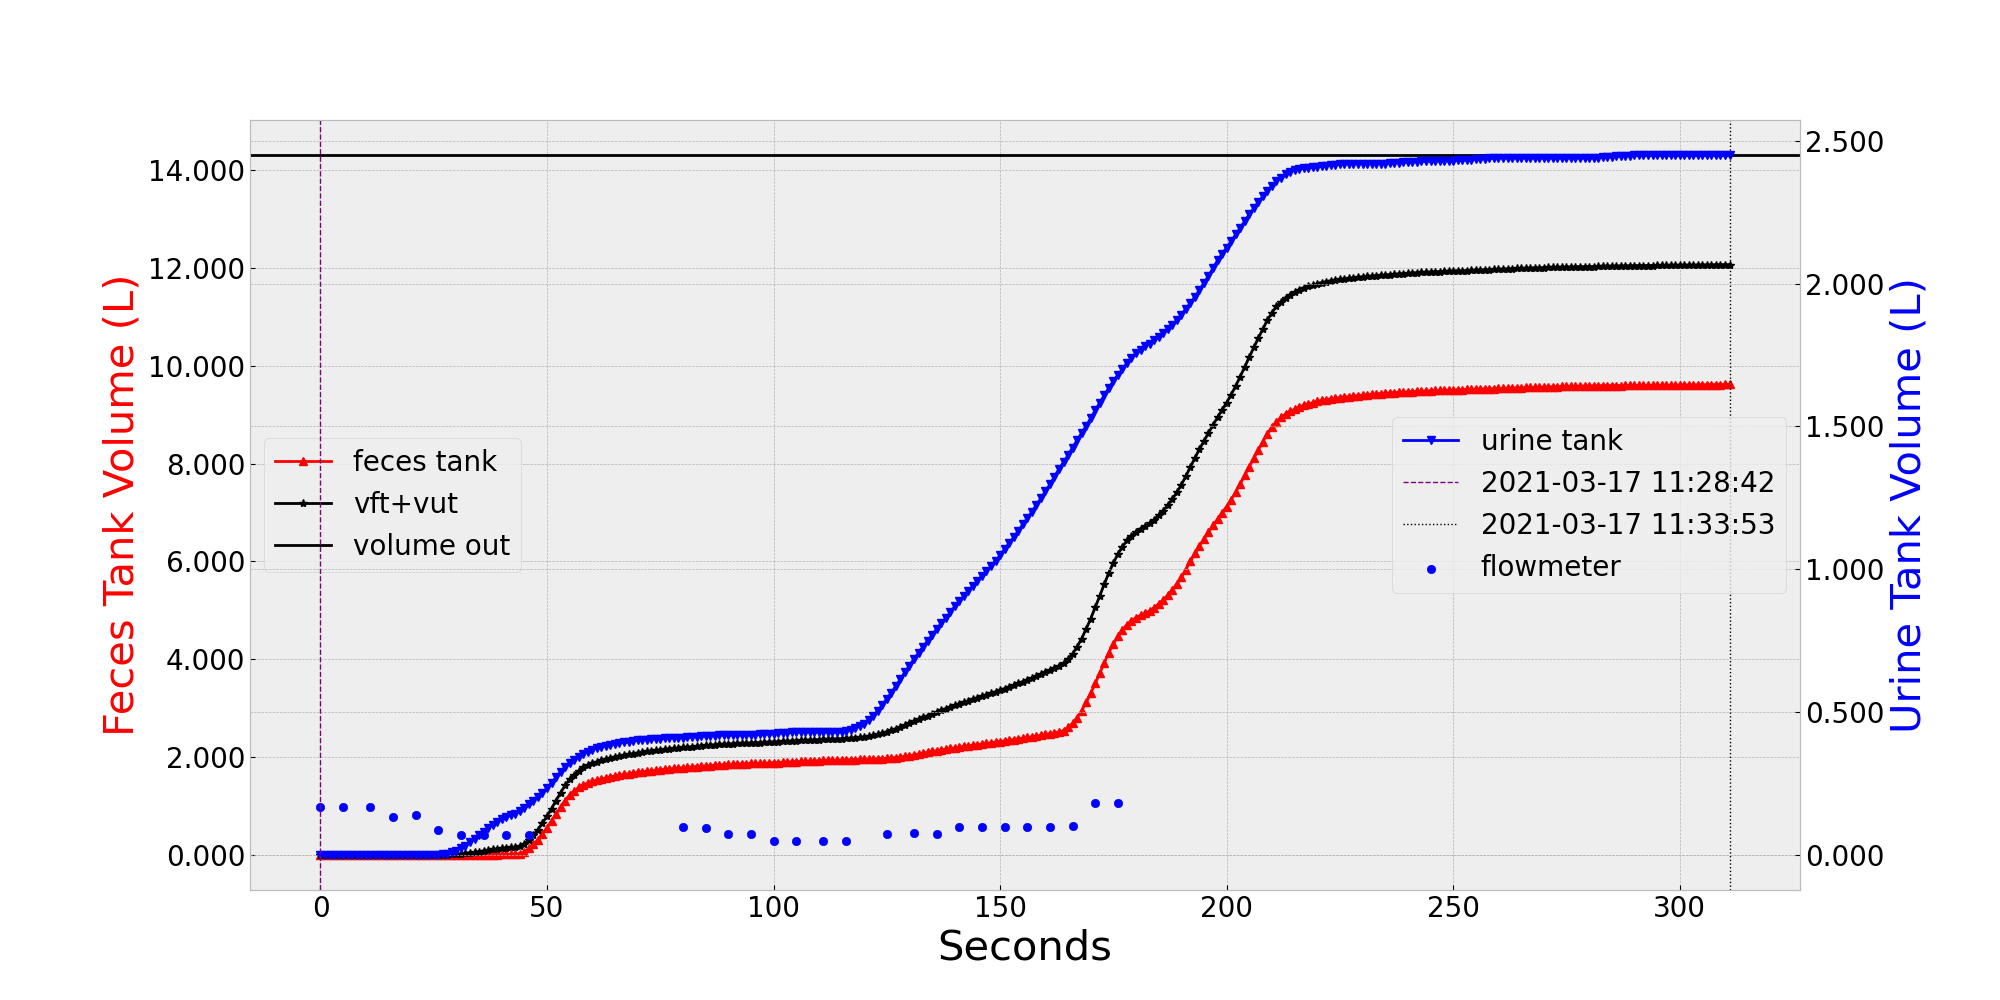 Feces Tank Volume (L)
14.000
12.000
10.000
8.000
6.000
4.000
2.000
0.000
feces tank
vft+vut
volume out
0
50
100
150
200
250
300
Seconds
urine tank
2021-03-17 11:28:42
2021-03-17 11:33:53
flowmeter
2.500
2.000
1.500
1.000
0.500
0.000
Urine Tank Volume (L)